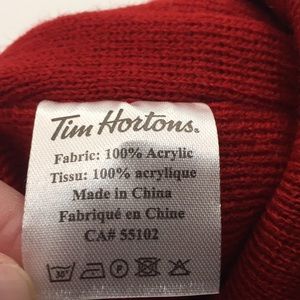 Tim Hortons.
Fabric: 100% Acrylic
Tissu: 100% acrylique
Made in China
Fabriqué en Chine
CA# 55102
30°
P